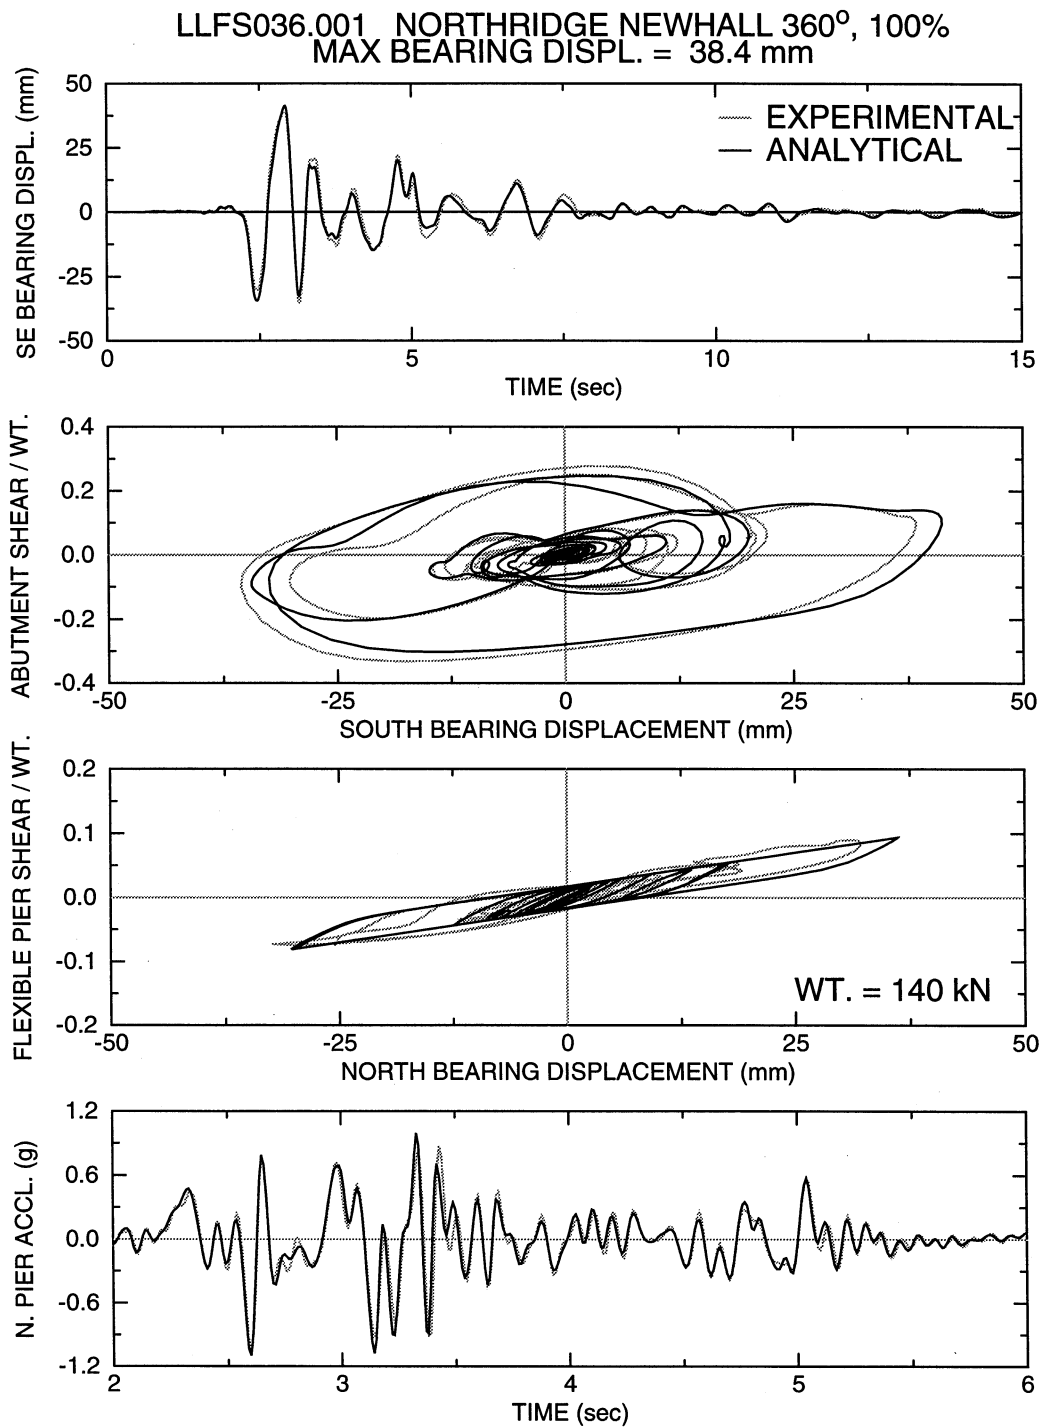 LLFS036.001 NORTHRIDGE NEWHALL 360º, 100%
MAX BEARING DISPL. = 38.4 mm
SE BEARING DISPL. (mm)
50
25
0
-25
-50
EXPERIMENTAL
ANALYTICAL
0 5 10 15
TIME (sec)
ABUTMENT SHEAR / WT.
0.4
0.2
0.0
-0.2
-0.4
-50 -25 0 25 50
SOUTH BEARING DISPLACEMENT (mm)
FLEXIBLE PIER SHEAR / WT.
0.2
0.1
0.0
-0.1
-0.2
WT. = 140 kN
-50 -25 0 25 50
NORTH BEARING DISPLACEMENT (mm)
N. PIER ACCL. (g)
1.2
0.6
0.0
-0.6
-1.2
2 3 4 5 6
TIME (sec)